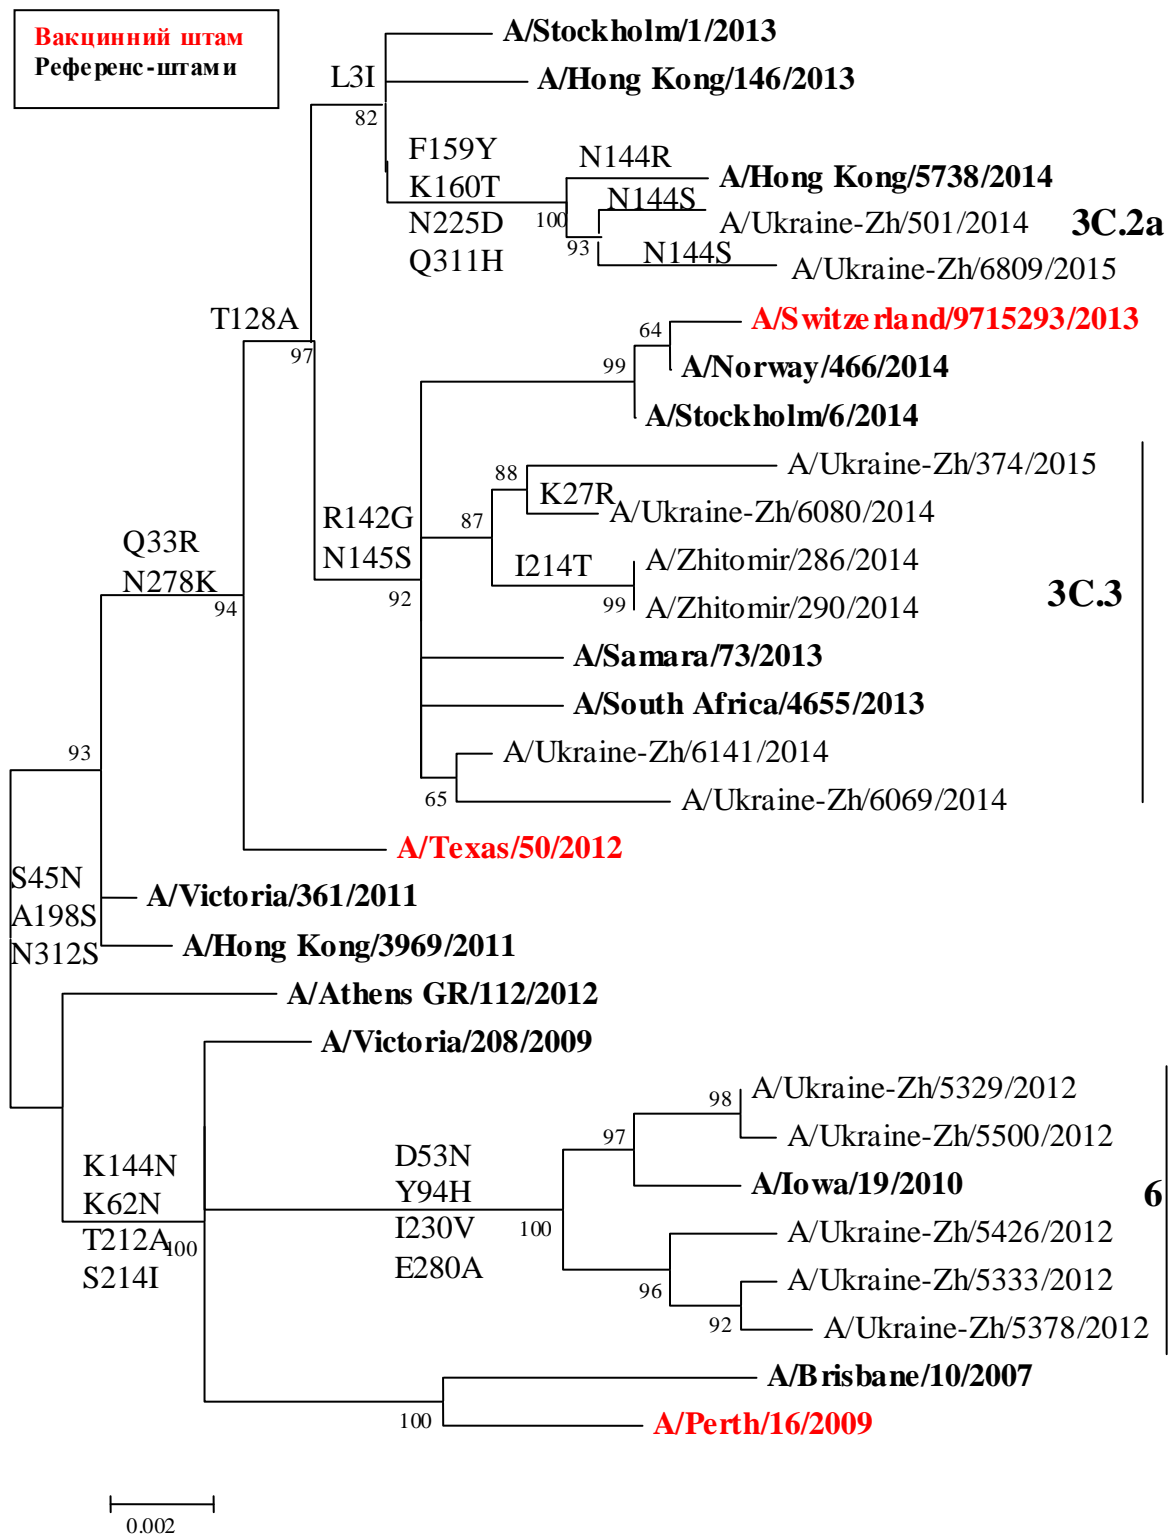 Вакцинний штам
Референс-штами
A/Stockholm/1/2013
L3I
A/Hong Kong/146/2013
82
F159Y
K160T
N225D
Q311H
N144R
A/Hong Kong/5738/2014
100
N144S
A/Ukraine-Zh/501/2014
3C.2a
93
N144S
A/Ukraine-Zh/6809/2015
T128A
97
A/Switzerland/9715293/2013
64
A/Norway/466/2014
99
A/Stockholm/6/2014
A/Ukraine-Zh/374/2015
88
K27R
A/Ukraine-Zh/6080/2014
87
R142G
N145S
92
I214T
A/Zhitomir/286/2014
99
A/Zhitomir/290/2014
3C.3
Q33R
N278K
94
A/Samara/73/2013
A/South Africa/4655/2013
A/Ukraine-Zh/6141/2014
65
A/Ukraine-Zh/6069/2014
93
A/Texas/50/2012
S45N
A198S
N312S
A/Victoria/361/2011
A/Hong Kong/3969/2011
A/Athens GR/112/2012
A/Victoria/208/2009
A/Ukraine-Zh/5329/2012
98
A/Ukraine-Zh/5500/2012
97
A/Iowa/19/2010
6
K144N
K62N
T212A
S214I
100
D53N
Y94H
I230V
E280A
100
A/Ukraine-Zh/5426/2012
96
A/Ukraine-Zh/5333/2012
92
A/Ukraine-Zh/5378/2012
A/Brisbane/10/2007
100
A/Perth/16/2009
0.002